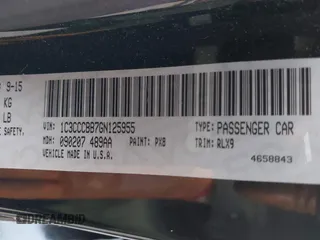 9-15
KG
LB
SAFETY
VIN: 1C3CCCBB7GN125955
TYPE: PASSENGER CAR
MDH: 090207 489AA
PAINT: PXB
TRIM: RLX9
VEHICLE MADE IN U.S.A.
4658843
DREAMBID